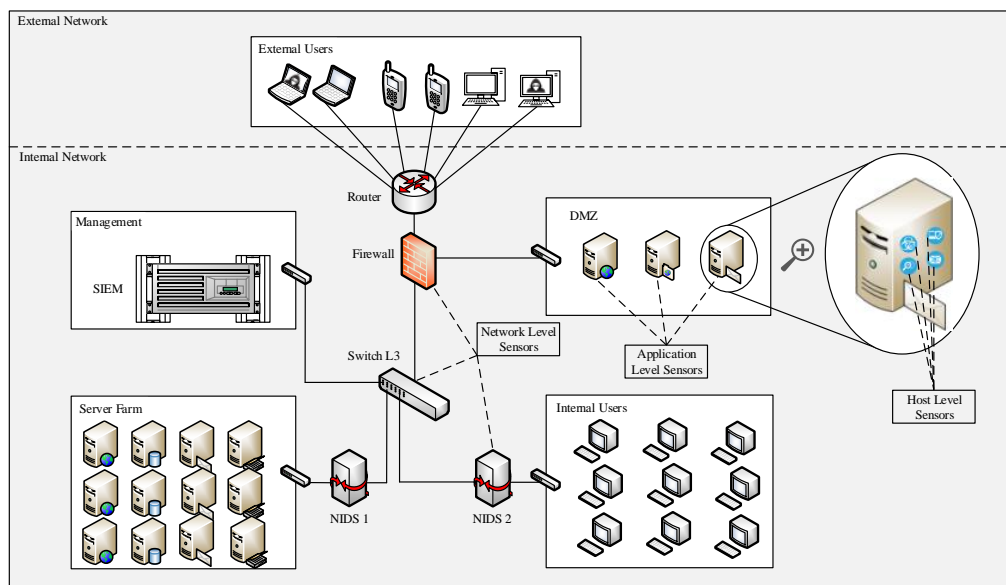 External Network
External Users
Internal Network
Router
Management
DMZ
Firewall
SIEM
Network Level
Sensors
Switch L3
Application
Level Sensors
Host Level
Sensors
Server Farm
Internal Users
NIDS 1
NIDS 2